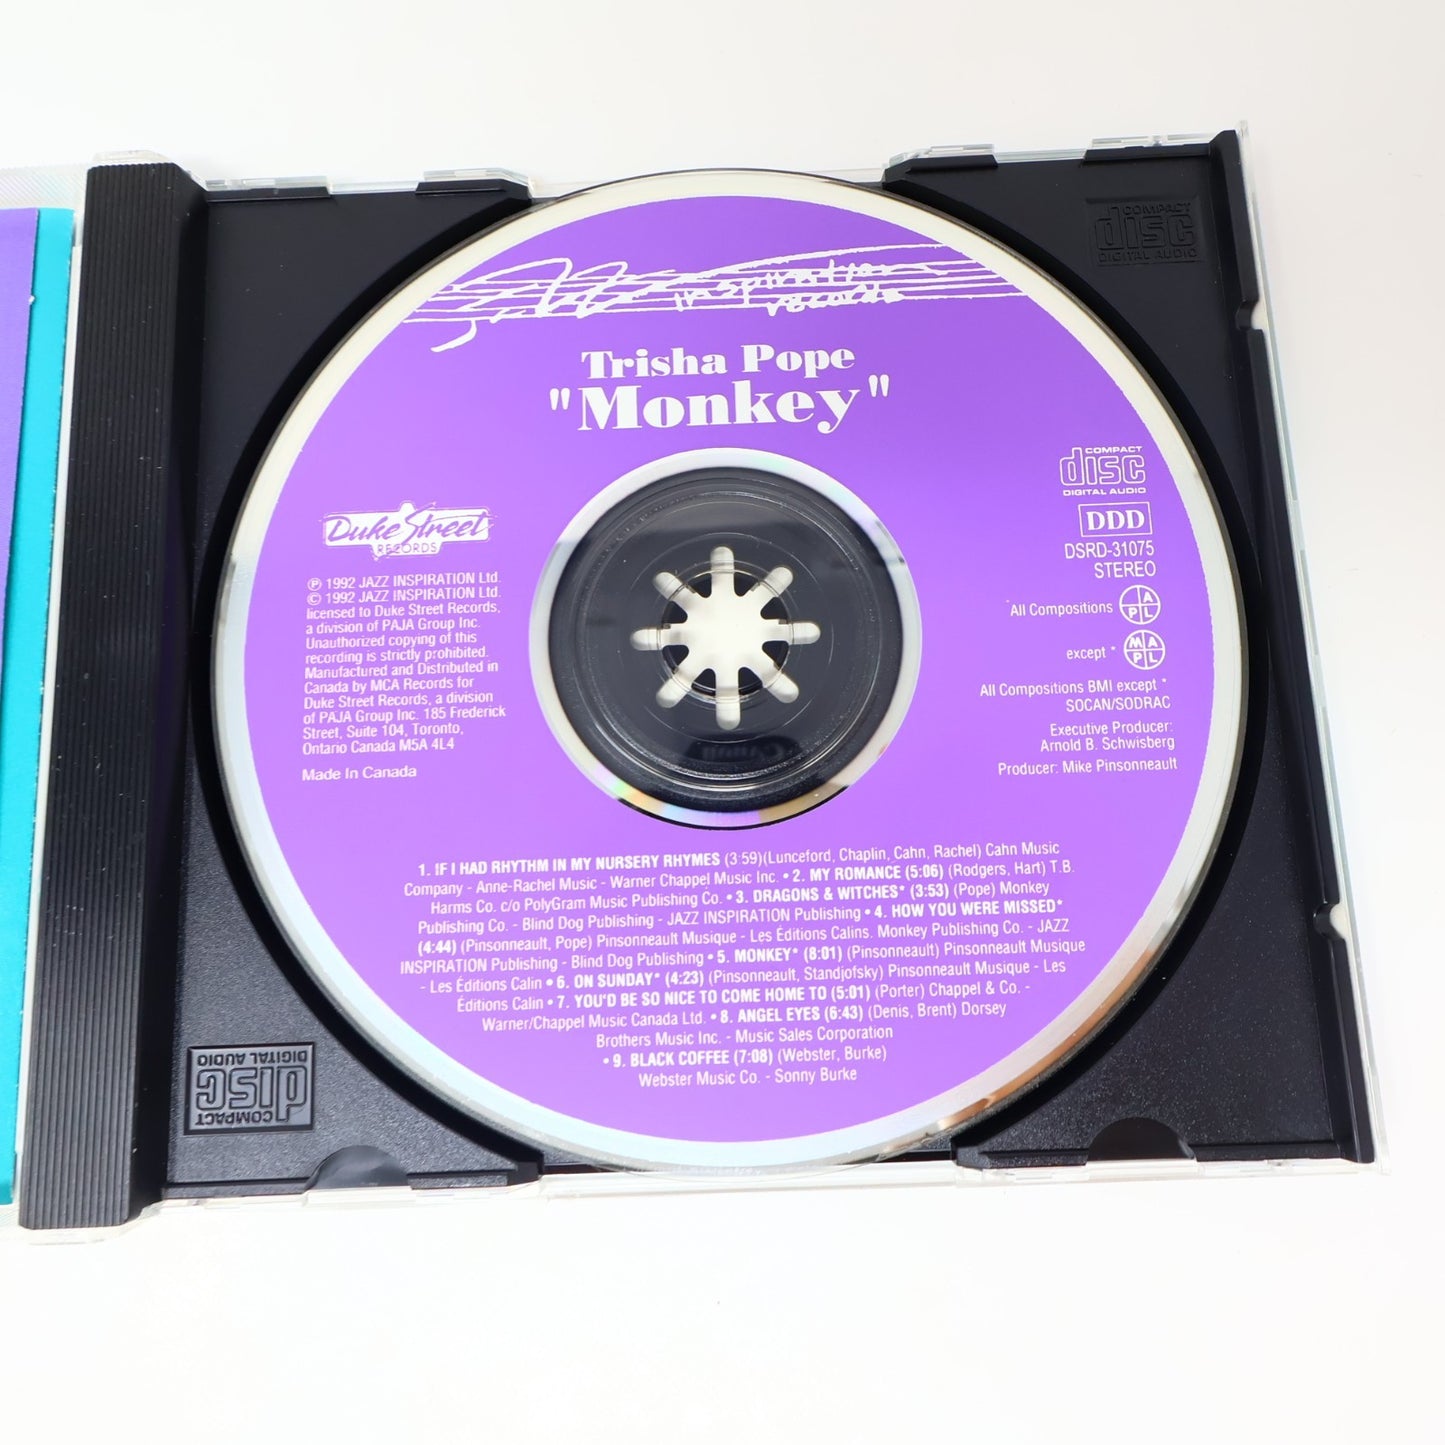 Jazz inspiration
records
Trisha Pope
"Monkey"
COMPACT
disc
DIGITAL AUDIO
DDD
DSRD-31075
STEREO
All Compositions A P L
except * M A P L
All Compositions BMI except *
SOCAN/SODRAC
Executive Producer:
Arnold B. Schwisberg
Producer: Mike Pinsonneault
Duke Street
RECORDS
℗ 1992 JAZZ INSPIRATION Ltd.
© 1992 JAZZ INSPIRATION Ltd.
licensed to Duke Street Records,
a division of PAJA Group Inc.
Unauthorized copying of this
recording is strictly prohibited.
Manufactured and Distributed in
Canada by MCA Records for
Duke Street Records, a division
of PAJA Group Inc. 185 Frederick
Street, Suite 104, Toronto,
Ontario Canada M5A 4L4
Made In Canada
1. IF I HAD RHYTHM IN MY NURSERY RHYMES (3:59)(Lunceford, Chaplin, Cahn, Rachel) Cahn Music
Company - Anne-Rachel Music - Warner Chappel Music Inc. • 2. MY ROMANCE (5:06) (Rodgers, Hart) T.B.
Harms Co. c/o PolyGram Music Publishing Co. • 3. DRAGONS & WITCHES* (3:53) (Pope) Monkey
Publishing Co. - Blind Dog Publishing - JAZZ INSPIRATION Publishing • 4. HOW YOU WERE MISSED*
(4:44) (Pinsonneault, Pope) Pinsonneault Musique - Les Éditions Calins. Monkey Publishing Co. - JAZZ
INSPIRATION Publishing - Blind Dog Publishing • 5. MONKEY* (8:01) (Pinsonneault) Pinsonneault Musique
- Les Éditions Calin • 6. ON SUNDAY* (4:23) (Pinsonneault, Standjofsky) Pinsonneault Musique - Les
Éditions Calin • 7. YOU'D BE SO NICE TO COME HOME TO (5:01) (Porter) Chappel & Co. -
Warner/Chappel Music Canada Ltd. • 8. ANGEL EYES (6:43) (Denis, Brent) Dorsey
Brothers Music Inc. - Music Sales Corporation
• 9. BLACK COFFEE (7:08) (Webster, Burke)
Webster Music Co. - Sonny Burke
COMPACT
disc
DIGITAL AUDIO
COMPACT
disc
DIGITAL AUDIO